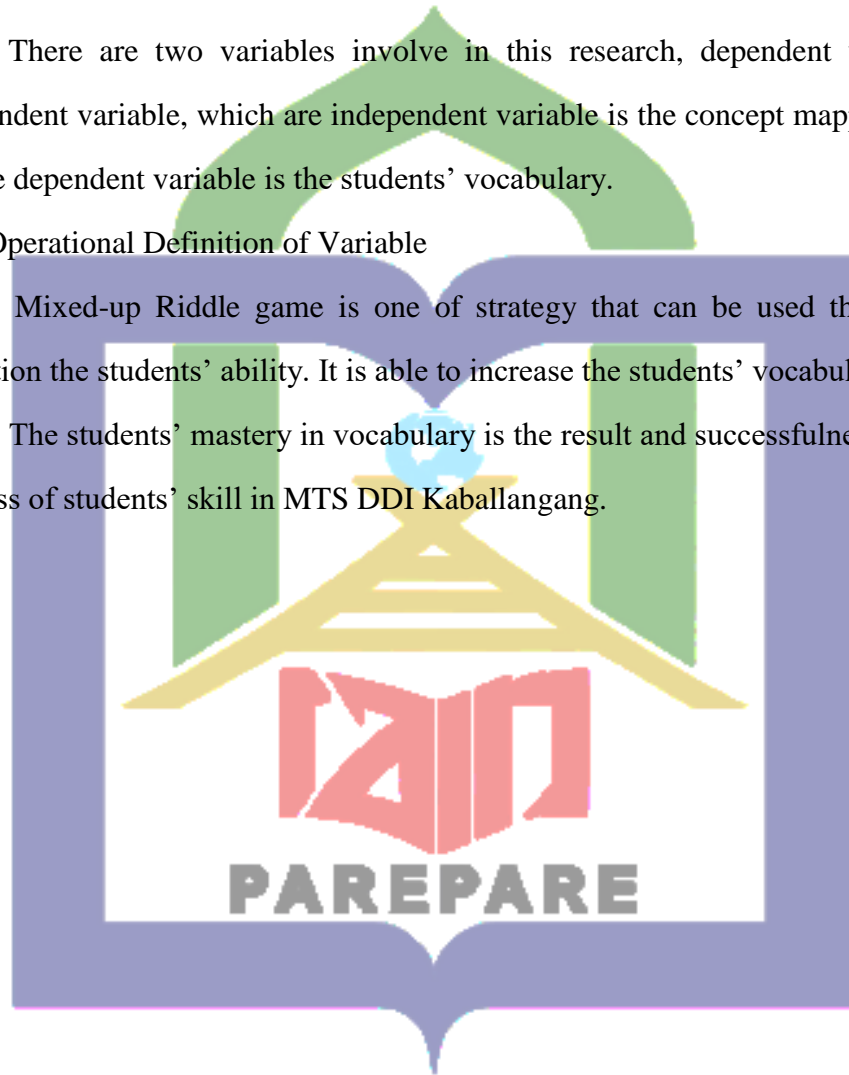 There are two variables involve in this research, dependent
ndent variable, which are independent variable is the concept mapp
e dependent variable is the students’ vocabulary.
Operational Definition of Variable
Mixed-up Riddle game is one of strategy that can be used th
tion the students’ ability. It is able to increase the students’ vocabul
The students’ mastery in vocabulary is the result and successfulne
ss of students’ skill in MTS DDI Kaballangang.
iain
PAREPARE